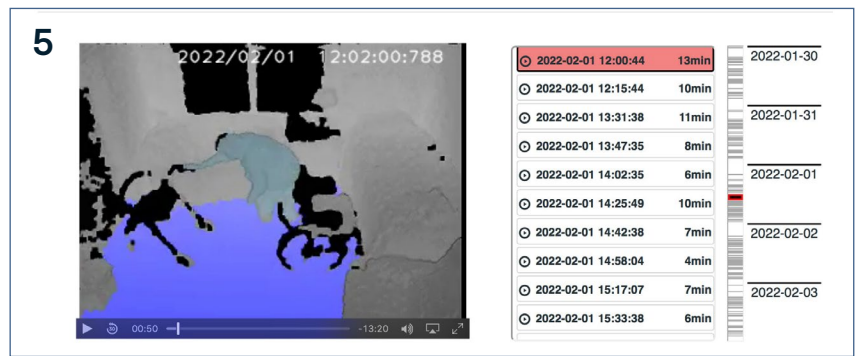 5
2022/02/01 12:02:00:788
00:50 -13:20
2022-02-01 12:00:44 13min
2022-02-01 12:15:44 10min
2022-02-01 13:31:38 11min
2022-02-01 13:47:35 8min
2022-02-01 14:02:35 6min
2022-02-01 14:25:49 10min
2022-02-01 14:42:38 7min
2022-02-01 14:58:04 4min
2022-02-01 15:17:07 7min
2022-02-01 15:33:38 6min
2022-01-30
2022-01-31
2022-02-01
2022-02-02
2022-02-03